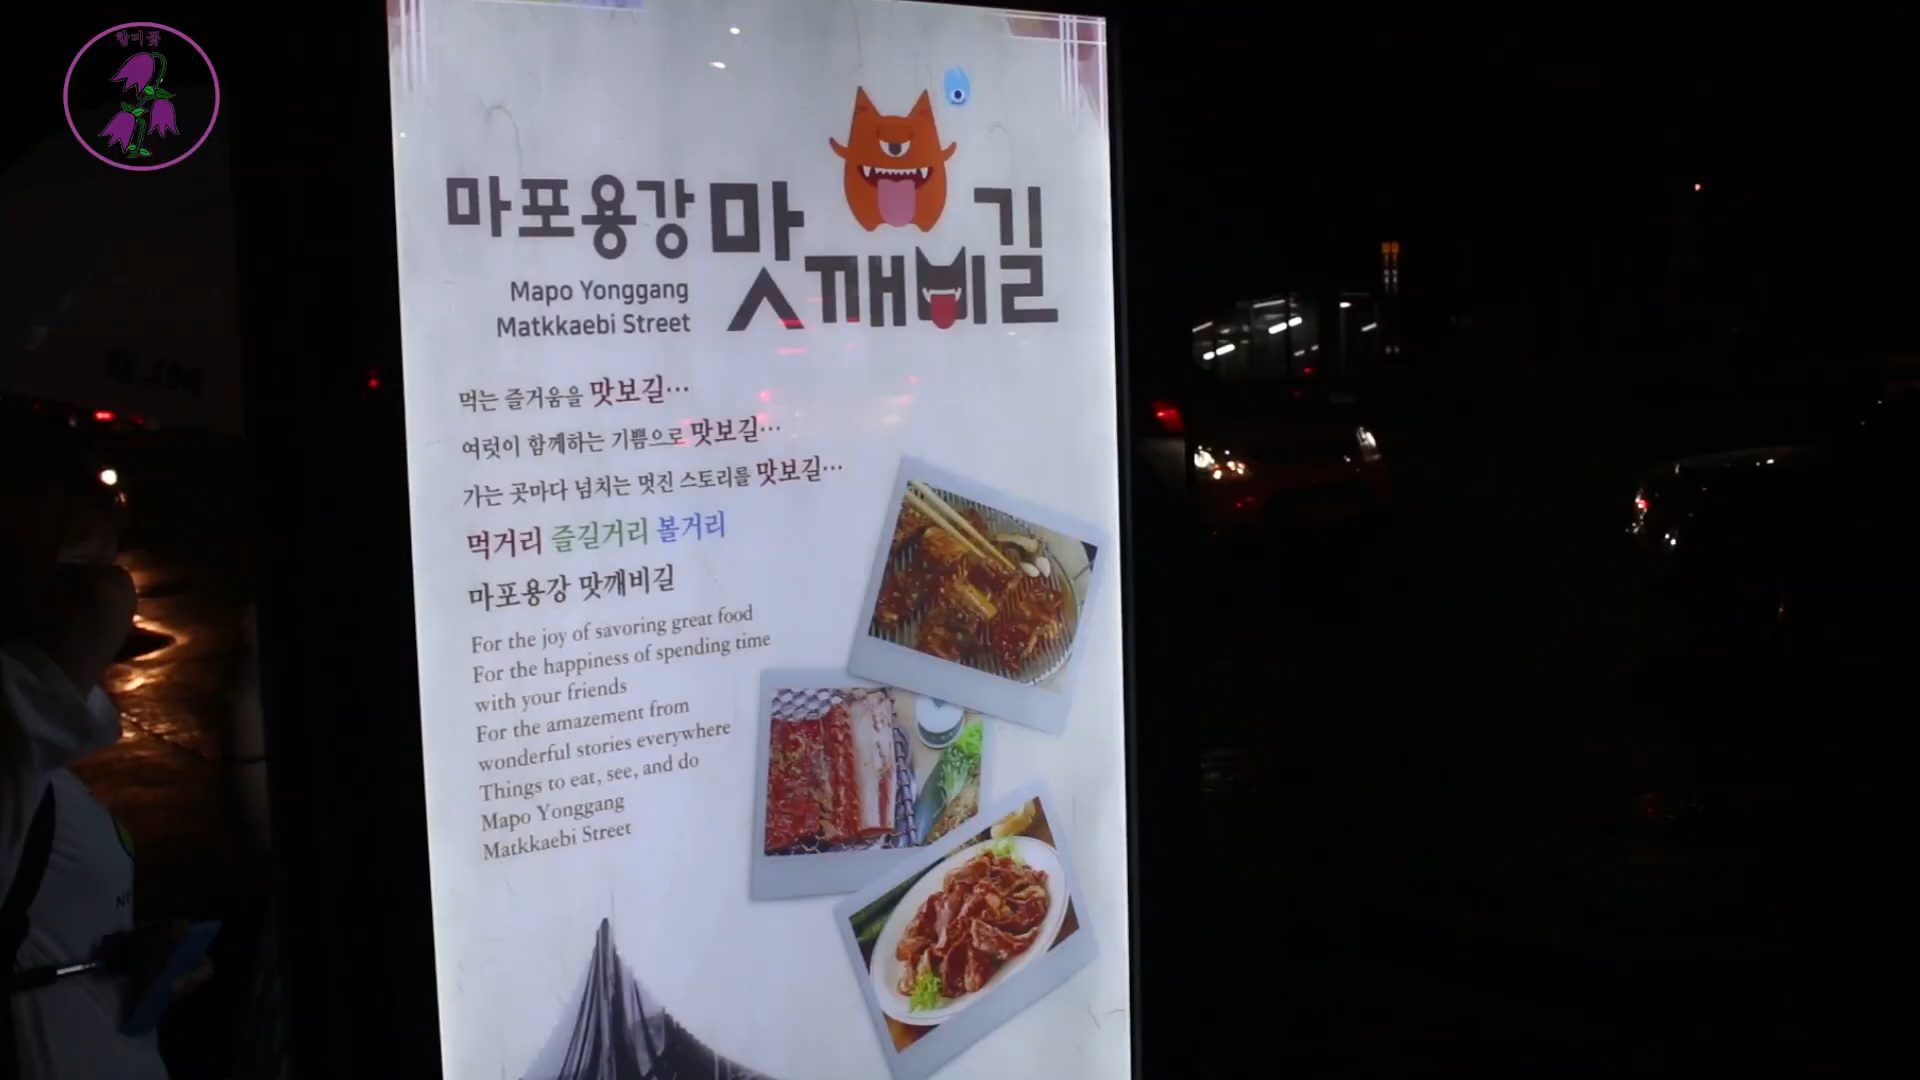 할미꽃
마포용강 맛깨비길
Mapo Yonggang
Matkkaebi Street
먹는 즐거움을 맛보길…
여럿이 함께하는 기쁨으로 맛보길…
가는 곳마다 넘치는 멋진 스토리를 맛보길…
먹거리 즐길거리 볼거리
마포용강 맛깨비길
For the joy of savoring great food
For the happiness of spending time
with your friends
For the amazement from
wonderful stories everywhere
Things to eat, see, and do
Mapo Yonggang
Matkkaebi Street